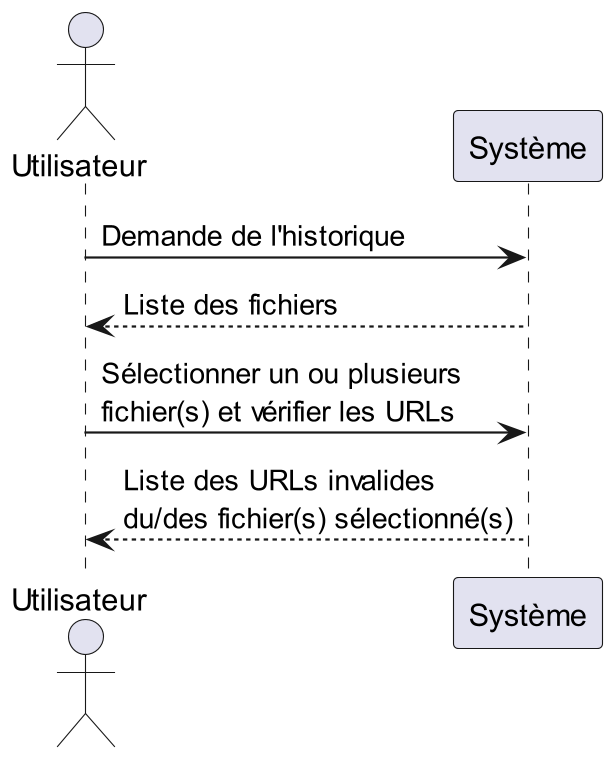 Utilisateur
Système
Demande de l'historique
Liste des fichiers
Sélectionner un ou plusieurs
fichier(s) et vérifier les URLs
Liste des URLs invalides
du/des fichier(s) sélectionné(s)
Utilisateur
Système